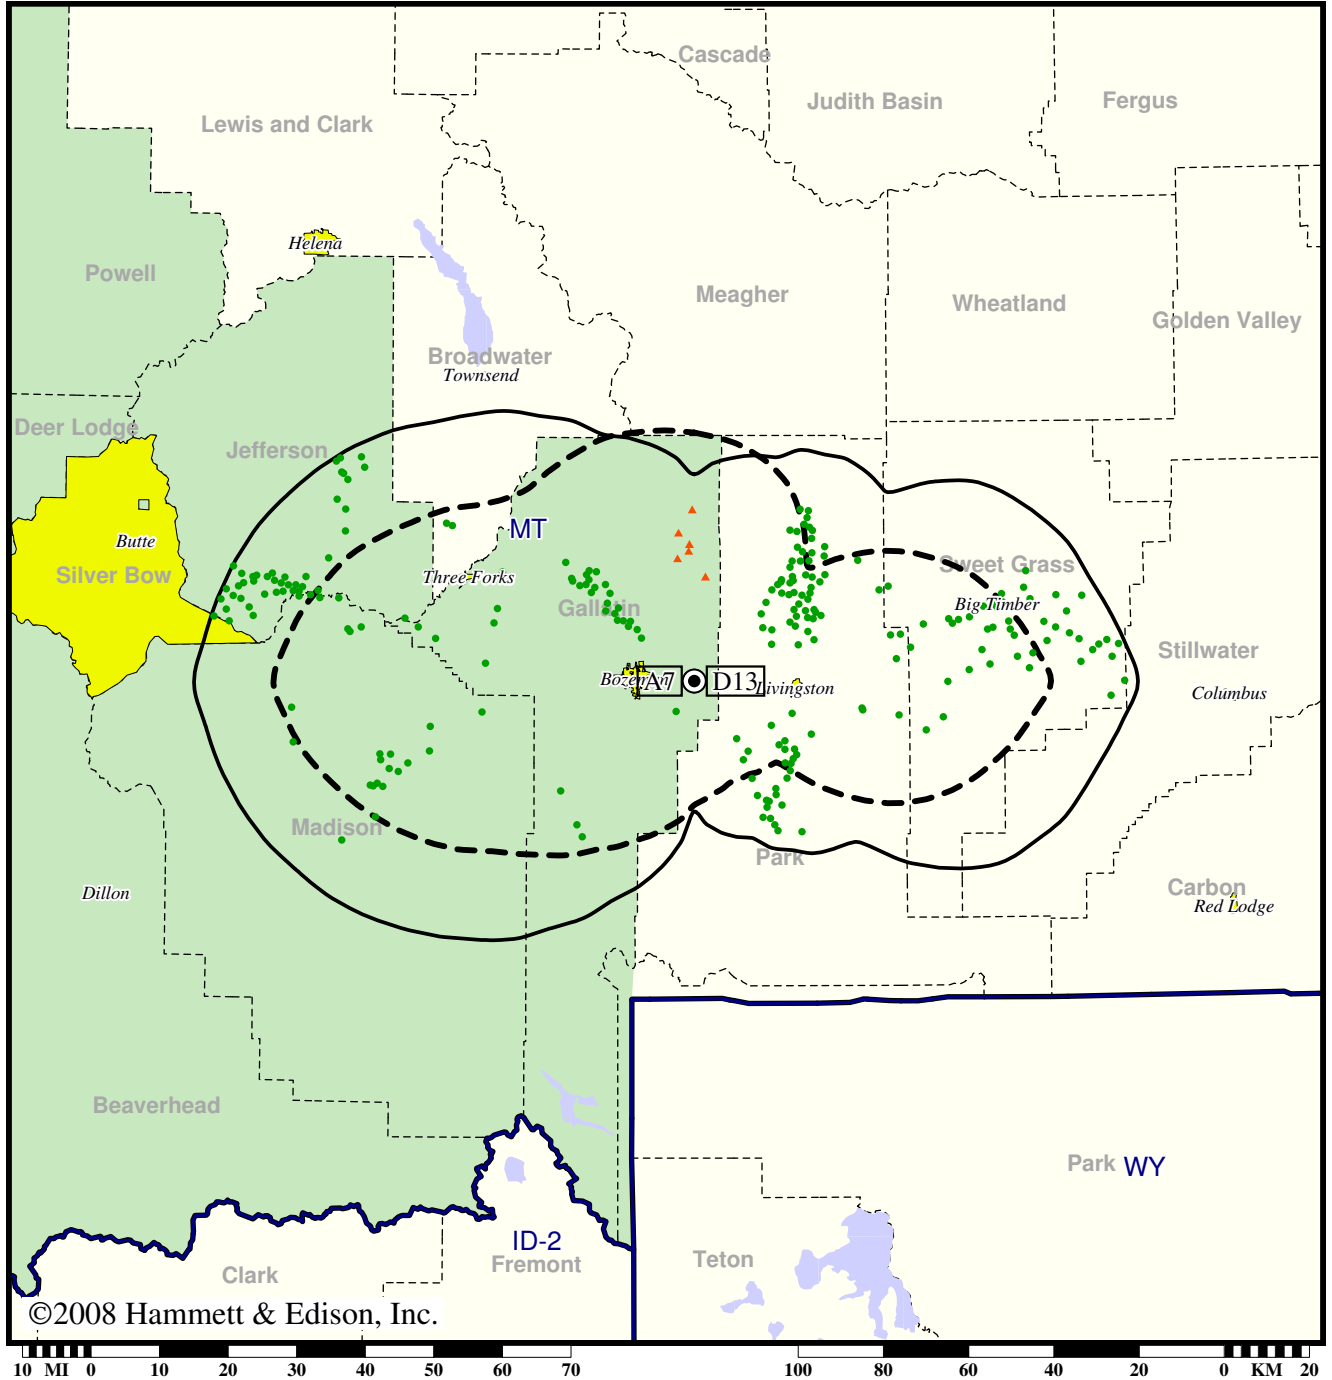 Cascade
Judith Basin
Fergus
Lewis and Clark
Helena
Powell
Meagher
Wheatland
Golden Valley
Broadwater
Townsend
Deer Lodge
Jefferson
MT
Butte
Silver Bow
Three Forks
Gallatin
Sweet Grass
Big Timber
Stillwater
Columbus
Bozeman
A7
D13
Livingston
Madison
Park
Carbon
Red Lodge
Dillon
Beaverhead
Park WY
ID-2
Fremont
Teton
Clark
©2008 Hammett & Edison, Inc.
10 MI 0 10 20 30 40 50 60 70 100 80 60 40 20 0 KM 20